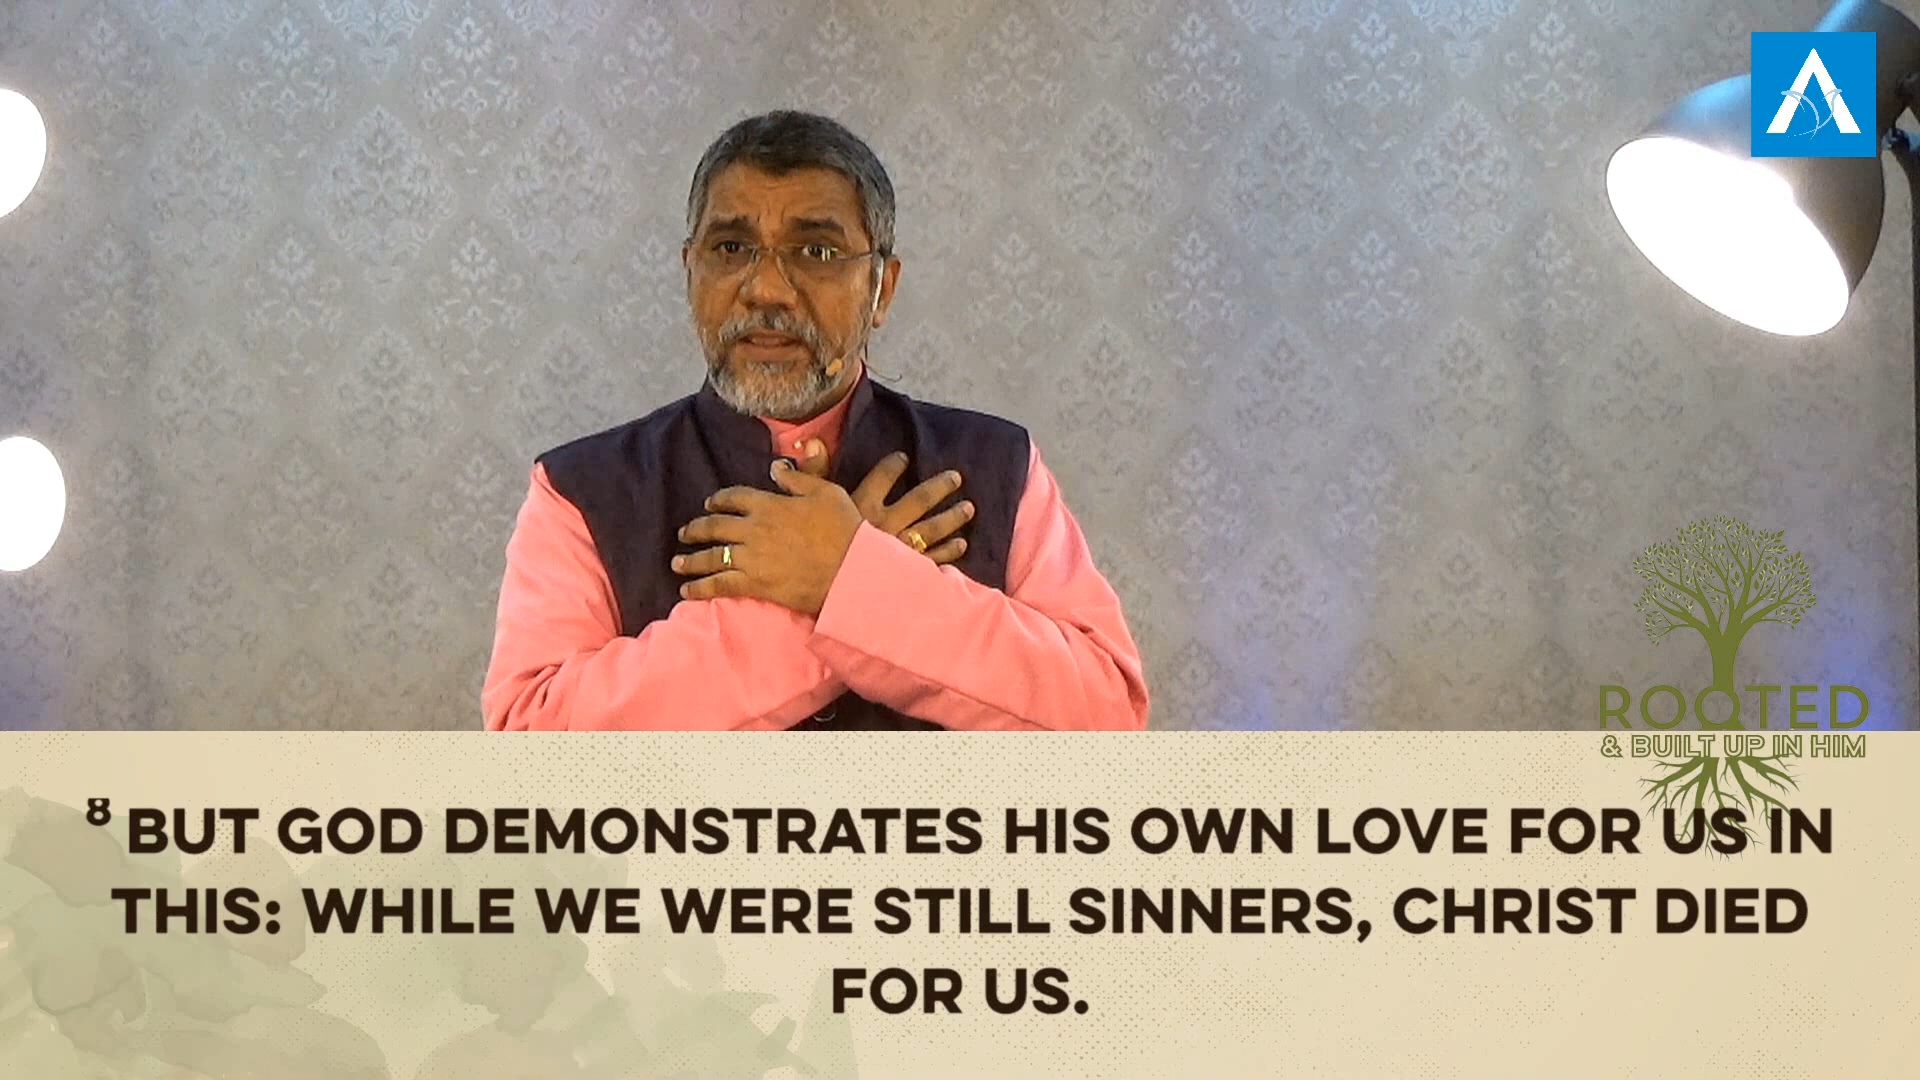 ROOTED
& BUILT UP IN HIM
8 BUT GOD DEMONSTRATES HIS OWN LOVE FOR US IN
THIS: WHILE WE WERE STILL SINNERS, CHRIST DIED
FOR US.